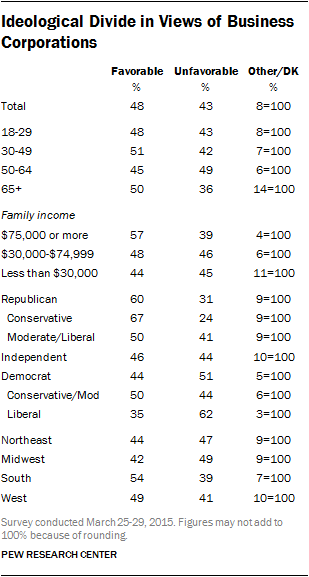 Ideological Divide in Views of Business
Corporations
Favorable Unfavorable Other/DK
% % %
Total 48 43 8=100
18-29 48 43 8=100
30-49 51 42 7=100
50-64 45 49 6=100
65+ 50 36 14=100
Family income
$75,000 or more 57 39 4=100
$30,000-$74,999 48 46 6=100
Less than $30,000 44 45 11=100
Republican 60 31 9=100
Conservative 67 24 9=100
Moderate/Liberal 50 41 9=100
Independent 46 44 10=100
Democrat 44 51 5=100
Conservative/Mod 50 44 6=100
Liberal 35 62 3=100
Northeast 44 47 9=100
Midwest 42 49 9=100
South 54 39 7=100
West 49 41 10=100
Survey conducted March 25-29, 2015. Figures may not add to
100% because of rounding.
PEW RESEARCH CENTER